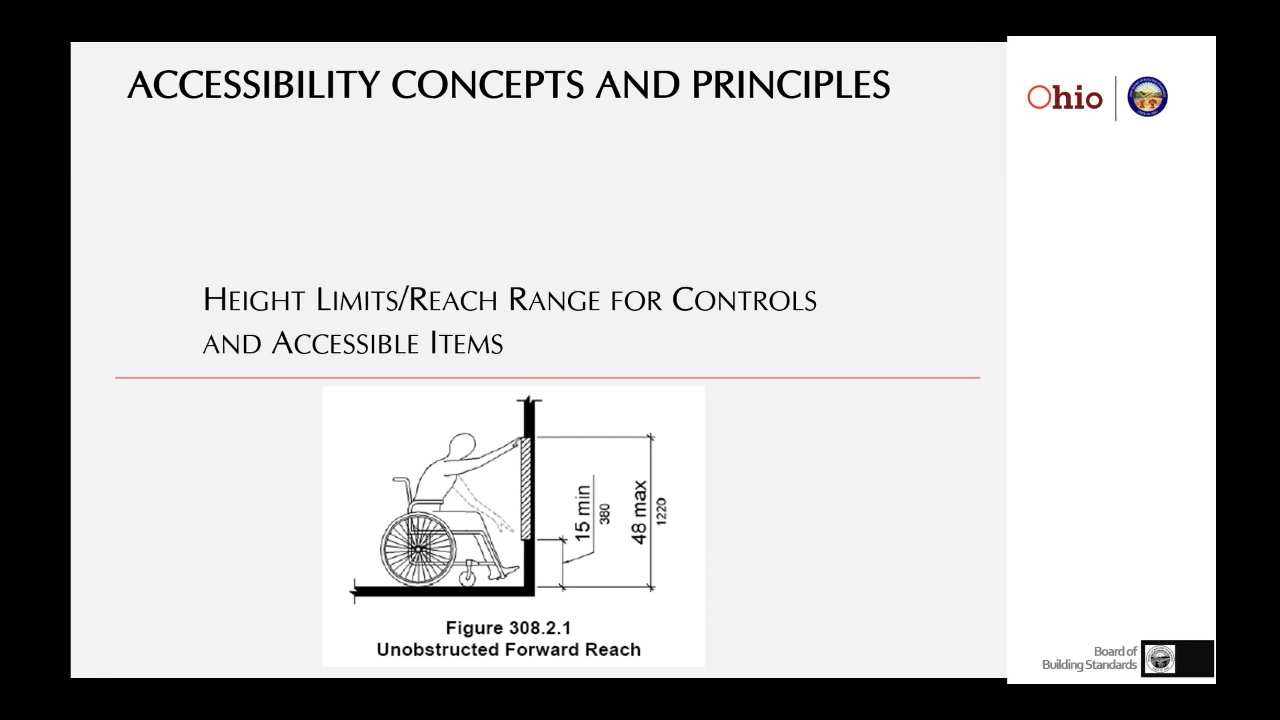 ACCESSIBILITY CONCEPTS AND PRINCIPLES
Ohio
HEIGHT LIMITS/REACH RANGE FOR CONTROLS
AND ACCESSIBLE ITEMS
15 min
380
48 max
1220
Figure 308.2.1
Unobstructed Forward Reach
Board of
Building Standards